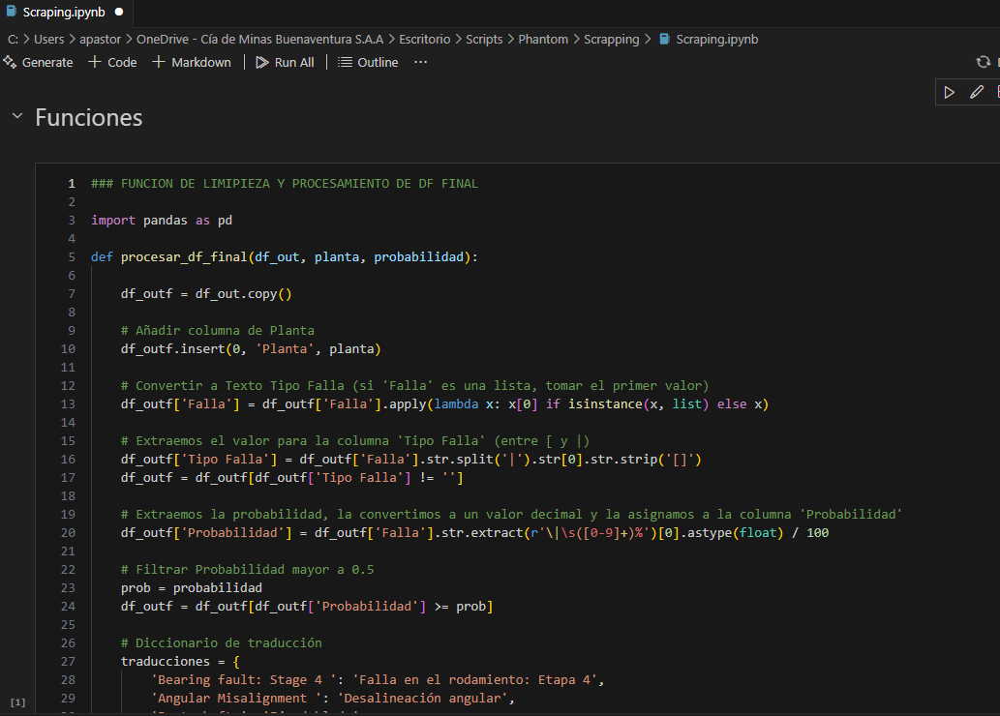 Scraping.ipynb ●
C: > Users > apastor > OneDrive - Cía de Minas Buenaventura S.A.A > Escritorio > Scripts > Phantom > Scrapping > Scraping.ipynb
Generate + Code + Markdown | Run All | Outline ···
Funciones
1 ### FUNCION DE LIMIPIEZA Y PROCESAMIENTO DE DF FINAL
2
3 import pandas as pd
4
5 def procesar_df_final(df_out, planta, probabilidad):
6
7     df_outf = df_out.copy()
8
9     # Añadir columna de Planta
10     df_outf.insert(0, 'Planta', planta)
11
12     # Convertir a Texto Tipo Falla (si 'Falla' es una lista, tomar el primer valor)
13     df_outf['Falla'] = df_outf['Falla'].apply(lambda x: x[0] if isinstance(x, list) else x)
14
15     # Extraemos el valor para la columna 'Tipo Falla' (entre [ y |)
16     df_outf['Tipo Falla'] = df_outf['Falla'].str.split('|').str[0].str.strip('[]')
17     df_outf = df_outf[df_outf['Tipo Falla'] != '']
18
19     # Extraemos la probabilidad, la convertimos a un valor decimal y la asignamos a la columna 'Probabilidad'
20     df_outf['Probabilidad'] = df_outf['Falla'].str.extract(r'\|\s([0-9]+)%')[0].astype(float) / 100
21
22     # Filtrar Probabilidad mayor a 0.5
23     prob = probabilidad
24     df_outf = df_outf[df_outf['Probabilidad'] >= prob]
25
26     # Diccionario de traducción
27     traducciones = {
28         'Bearing fault: Stage 4 ': 'Falla en el rodamiento: Etapa 4',
29         'Angular Misalignment ': 'Desalineación angular',
[1]